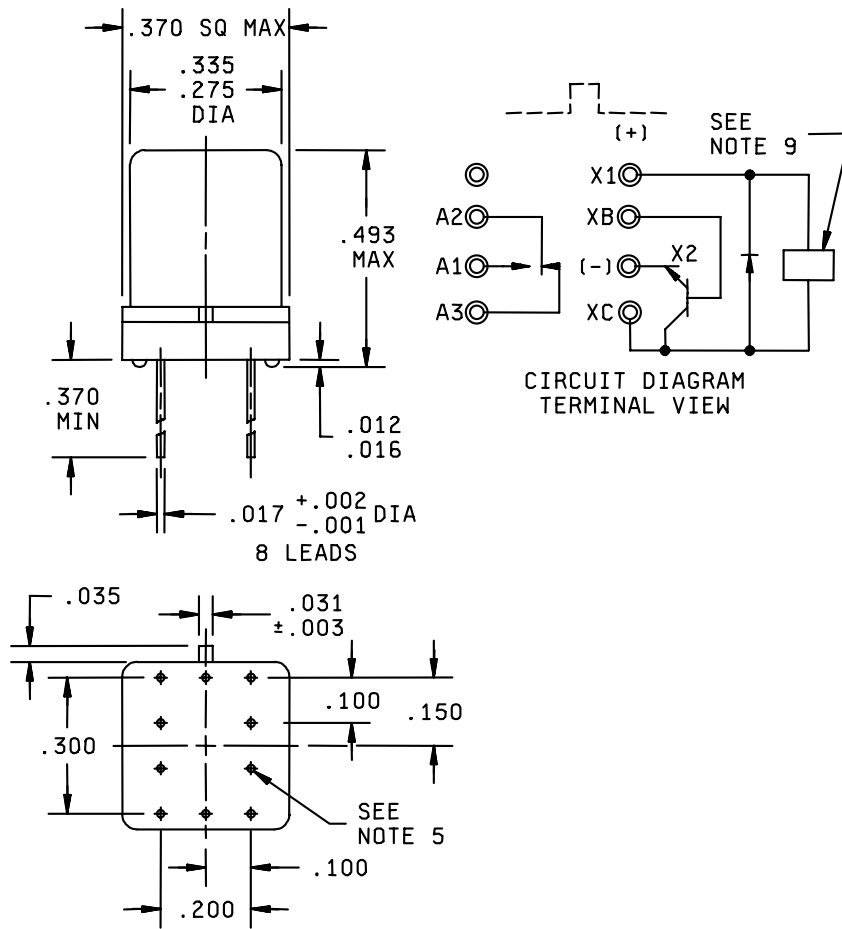 .370 SQ MAX
.335
.275
DIA
.493
MAX
.370
MIN
.012
.016
.017 +.002 -.001 DIA
8 LEADS
(+)
SEE
NOTE 9
X1
A2
XB
A1
(-)
X2
A3
XC
CIRCUIT DIAGRAM
TERMINAL VIEW
.035
.031
±.003
.100
.150
.300
SEE
NOTE 5
.100
.200